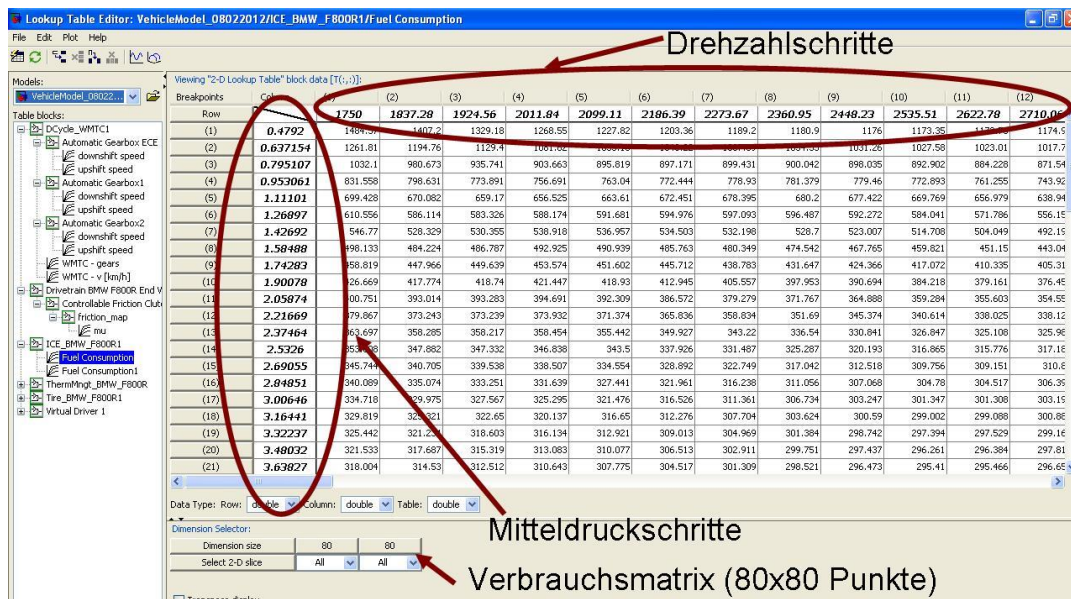 Lookup Table Editor: VehicleModel_08022012/ICE_BMW_F800R1/Fuel Consumption
File Edit Plot Help
Drehzahlschritte
Models:
VehicleModel_08022...
Table blocks:
DCycle_WMTC1
Automatic Gearbox ECE
downshift speed
upshift speed
Automatic Gearbox1
downshift speed
upshift speed
Automatic Gearbox2
downshift speed
upshift speed
WMTC - gears
WMTC - v [km/h]
Drivetrain BMW F800R End V
Controllable Friction Clut
friction_map
mu
ICE_BMW_F800R1
Fuel Consumption
Fuel Consumption1
ThermMngt_BMW_F800R
Tire_BMW_F800R1
Virtual Driver 1
Viewing "2-D Lookup Table" block data [T(:,:)]:
Breakpoints (2) (3) (4) (5) (6) (7) (8) (9) (10) (11) (12)
Row 1750 1837.28 1924.56 2011.84 2099.11 2186.39 2273.67 2360.95 2448.23 2535.51 2622.78 2710.06
(1) 0.4792 1329.18 1268.55 1227.82 1203.36 1189.2 1180.9 1176 1173.35 1174.9
(2) 0.637154 1261.81 1194.76 1031.26 1027.58 1023.01 1017.7
(3) 0.795107 1032.1 980.673 935.741 903.663 895.819 897.171 899.431 900.042 898.035 892.902 884.228 871.54
(4) 0.953061 831.558 798.631 773.891 756.691 763.04 772.444 778.93 781.379 779.46 772.893 761.255 743.92
(5) 1.11101 699.428 670.082 659.17 656.525 663.61 672.451 678.395 680.2 677.422 669.769 656.979 638.94
(6) 1.26897 610.556 586.114 583.326 588.174 591.681 594.976 597.093 596.487 592.272 584.041 571.786 556.15
(7) 1.42692 546.77 528.329 530.355 538.918 536.957 534.503 532.198 528.7 523.007 514.708 504.049 492.19
(8) 1.58488 498.133 484.224 486.787 492.925 490.939 485.763 480.349 474.542 467.765 459.821 451.15 443.04
(9) 1.74283 458.819 447.966 449.639 453.574 451.602 445.712 438.783 431.647 424.366 417.072 410.335 405.31
(10) 1.90078 426.669 417.774 418.74 421.447 418.93 412.945 405.557 397.953 390.694 384.218 379.161 376.45
(11) 2.05874 400.751 393.014 393.283 394.691 392.309 386.572 379.279 371.767 364.888 359.284 355.603 354.55
(12) 2.21669 379.867 373.243 373.239 373.932 371.374 365.836 358.834 351.69 345.374 340.614 338.025 338.12
(13) 2.37464 363.697 358.285 358.217 358.454 355.442 349.927 343.22 336.54 330.841 326.847 325.108 325.98
(14) 2.5326 347.882 347.332 346.838 343.5 337.926 331.487 325.287 320.193 316.865 315.776 317.18
(15) 2.69055 345.744 340.705 339.538 338.507 334.554 328.892 322.749 317.042 312.518 309.756 309.151 310.8
(16) 2.84851 340.089 335.074 333.251 331.639 327.441 321.961 316.238 311.056 307.068 304.78 304.517 306.39
(17) 3.00646 334.718 329.975 327.567 325.295 321.476 316.526 311.361 306.734 303.247 301.347 301.308 303.19
(18) 3.16441 329.819 322.65 320.137 316.65 312.276 307.704 303.624 300.59 299.002 299.088 300.88
(19) 3.32237 325.442 318.603 316.134 312.921 309.013 304.969 301.384 298.742 297.394 297.529 299.16
(20) 3.48032 321.533 317.687 315.319 313.083 310.077 306.513 302.911 299.751 297.437 296.261 296.384 297.81
(21) 3.63827 318.004 314.53 312.512 310.643 307.775 304.517 301.309 298.521 296.473 295.41 295.466 296.65
Data Type: Row: double Column: double Table: double
Mitteldruckschritte
Dimension Selector:
Dimension size 80 80
Select 2-D slice All All
Verbrauchsmatrix (80x80 Punkte)